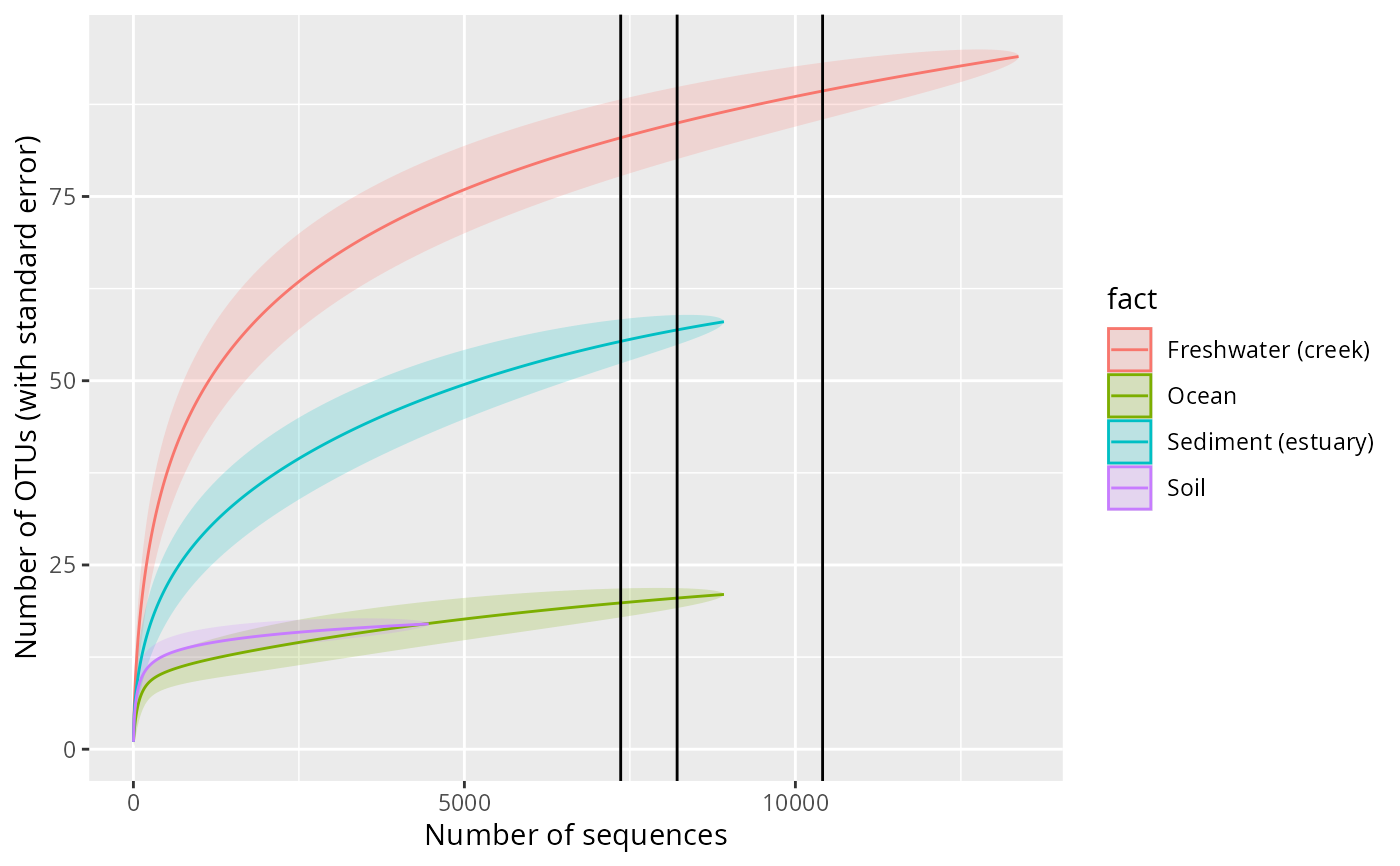 Number of OTUs (with standard error)
75
50
25
0
0 5000 10000
Number of sequences
fact
Freshwater (creek)
Ocean
Sediment (estuary)
Soil